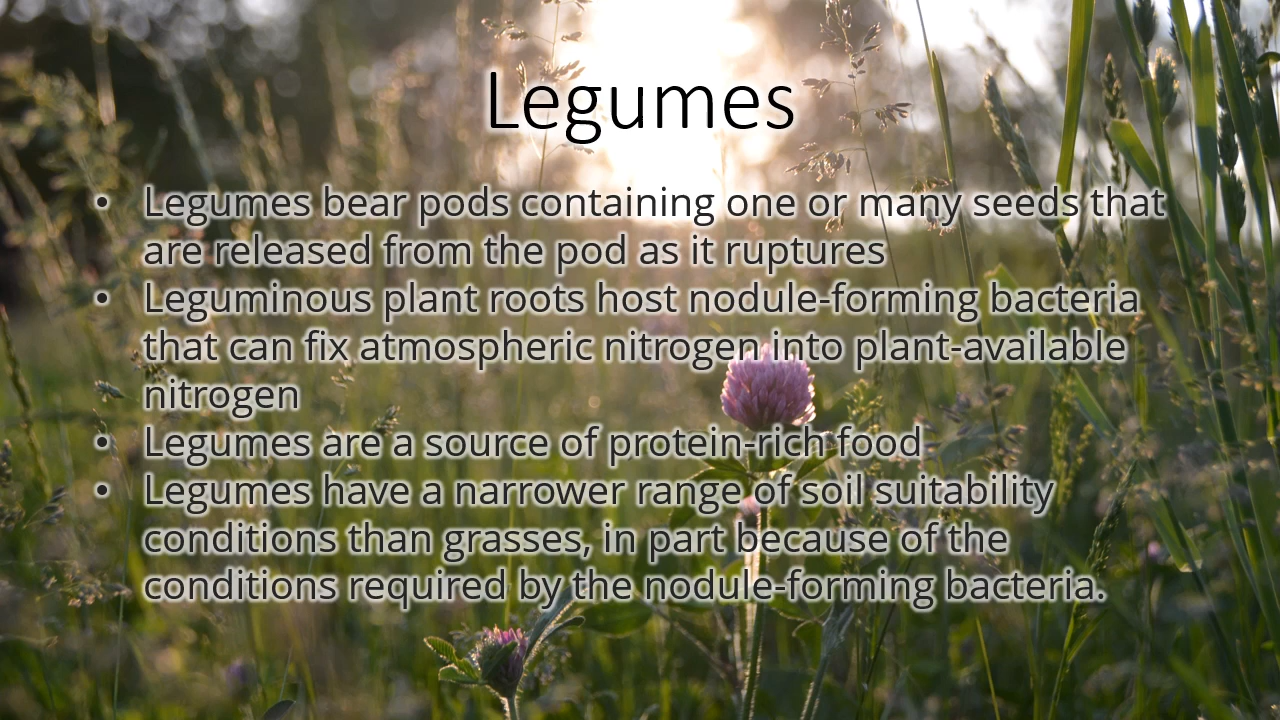 Legumes
• Legumes bear pods containing one or many seeds that
are released from the pod as it ruptures
• Leguminous plant roots host nodule-forming bacteria
that can fix atmospheric nitrogen into plant-available
nitrogen
• Legumes are a source of protein-rich food
• Legumes have a narrower range of soil suitability
conditions than grasses, in part because of the
conditions required by the nodule-forming bacteria.